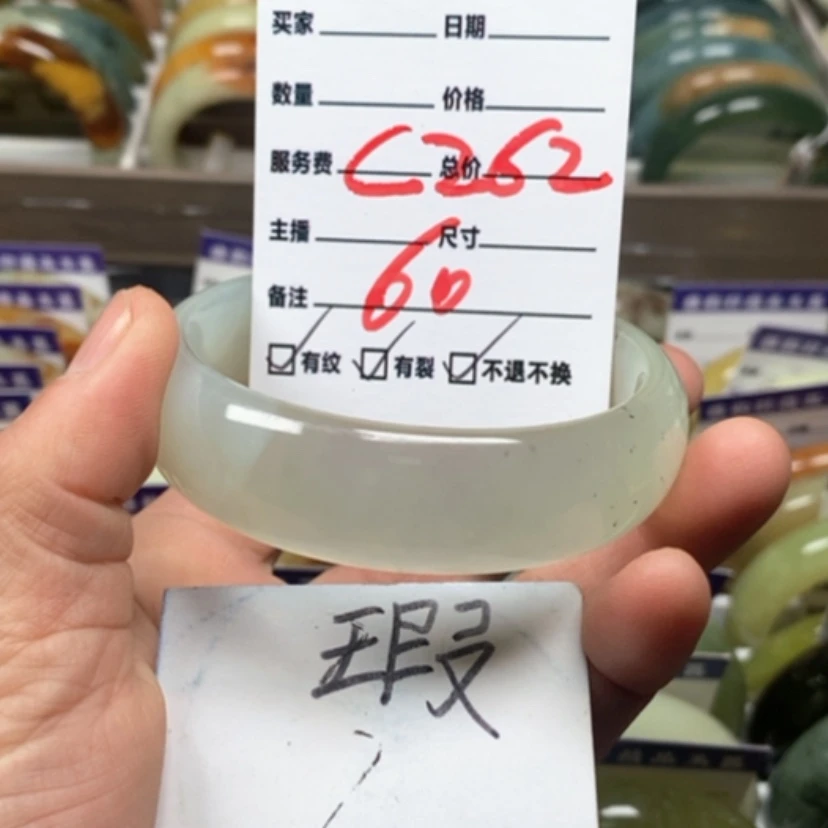 买家 日期
数量 价格
服务费 总价
C262
主播 尺寸
60
备注
有纹 有裂 不退不换
瑕